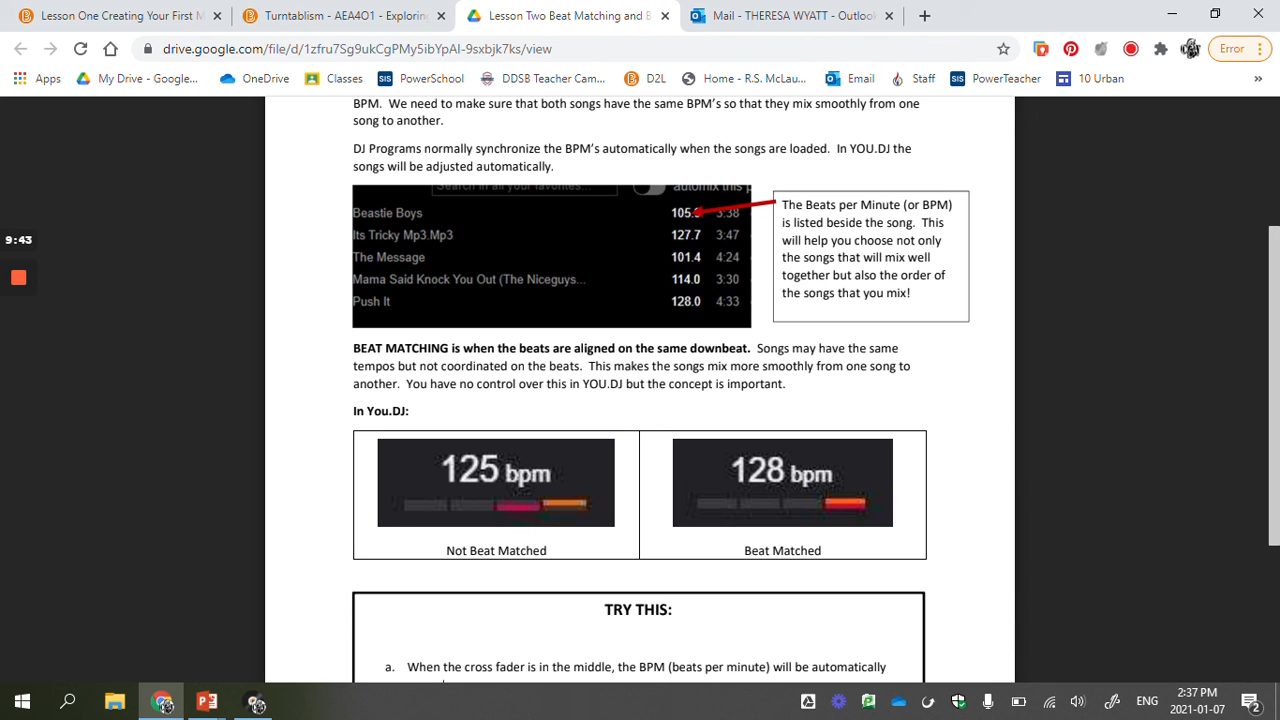 Lesson One Creating Your First M
Turntablism - AEA4O1 - Explorin
Lesson Two Beat Matching and B
Mail - THERESA WYATT - Outlook
drive.google.com/file/d/1zfru7Sg9ukCgPMy5ibYpAI-9sxbjk7ks/view
Error
Apps
My Drive - Google...
OneDrive
Classes
PowerSchool
DDSB Teacher Cam...
D2L
Home - R.S. McLau...
Email
Staff
PowerTeacher
10 Urban
»
BPM. We need to make sure that both songs have the same BPM's so that they mix smoothly from one
song to another.
DJ Programs normally synchronize the BPM's automatically when the songs are loaded. In YOU.DJ the
songs will be adjusted automatically.
Search in all your favorites...
automix this p
Beastie Boys 105. 3:38
Its Tricky Mp3.Mp3 127.7 3:47
The Message 101.4 4:24
Mama Said Knock You Out (The Niceguys... 114.0 3:30
Push It 128.0 4:33
The Beats per Minute (or BPM)
is listed beside the song. This
will help you choose not only
the songs that will mix well
together but also the order of
the songs that you mix!
9:43
BEAT MATCHING is when the beats are aligned on the same downbeat. Songs may have the same
tempos but not coordinated on the beats. This makes the songs mix more smoothly from one song to
another. You have no control over this in YOU.DJ but the concept is important.
In You.DJ:
125 bpm
Not Beat Matched
128 bpm
Beat Matched
TRY THIS:
a. When the cross fader is in the middle, the BPM (beats per minute) will be automatically
ENG
2:37 PM
2021-01-07
2